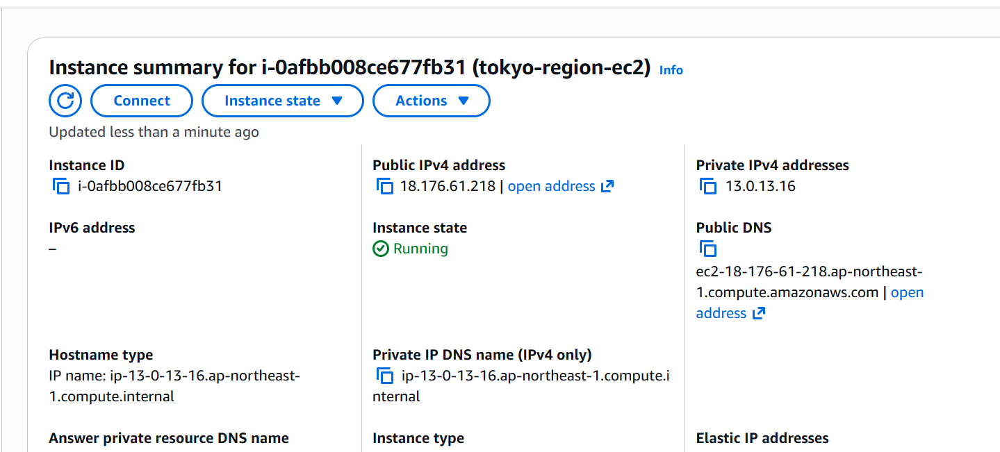 Instance summary for i-0afbb008ce677fb31 (tokyo-region-ec2) Info
Connect
Instance state
Actions
Updated less than a minute ago
Instance ID
i-0afbb008ce677fb31
Public IPv4 address
18.176.61.218 | open address
Private IPv4 addresses
13.0.13.16
IPv6 address
–
Instance state
Running
Public DNS
ec2-18-176-61-218.ap-northeast-
1.compute.amazonaws.com | open
address
Hostname type
IP name: ip-13-0-13-16.ap-northeast-
1.compute.internal
Private IP DNS name (IPv4 only)
ip-13-0-13-16.ap-northeast-1.compute.i
nternal
Answer private resource DNS name
Instance type
Elastic IP addresses